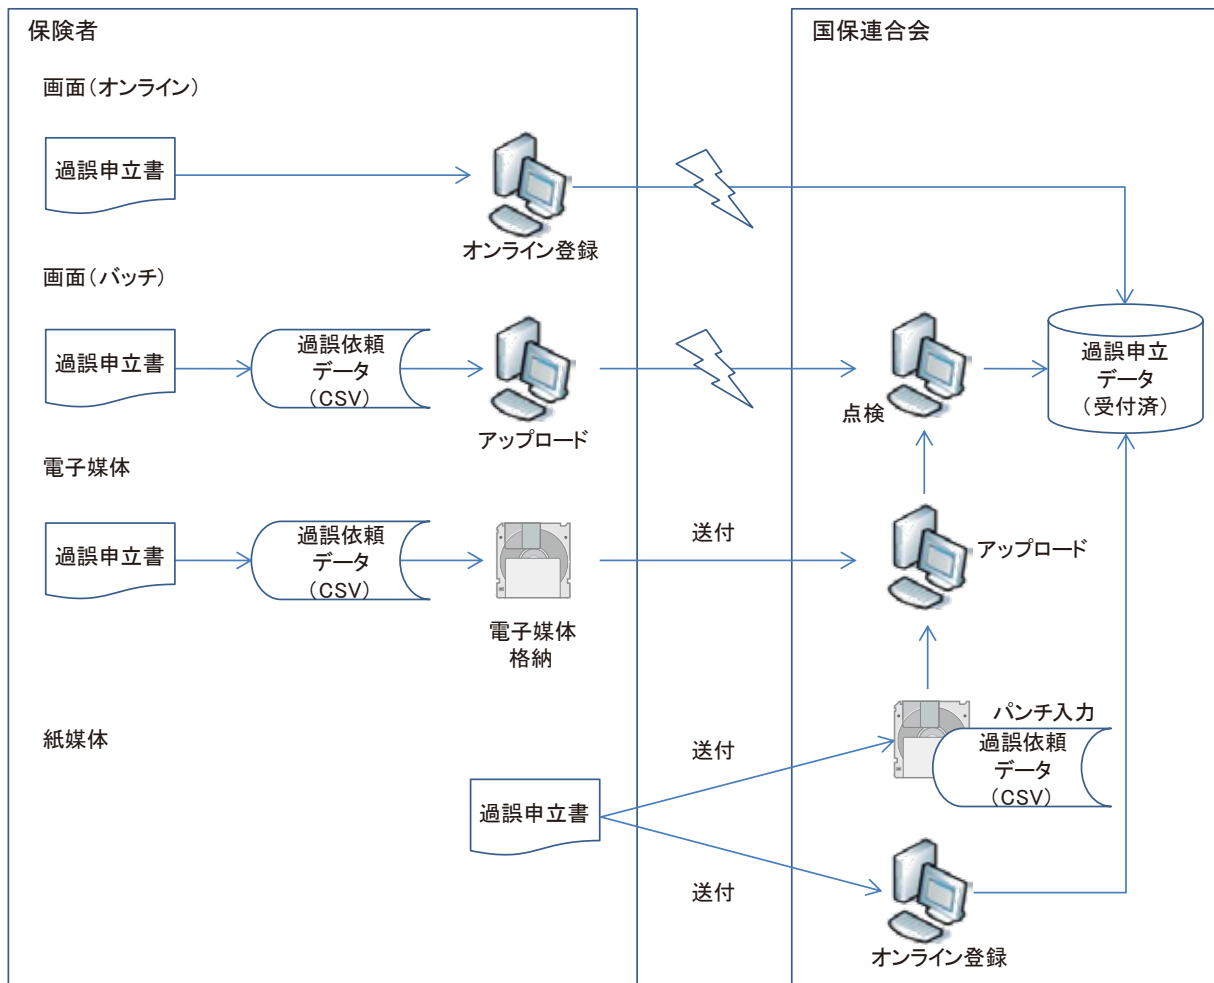 保険者
国保連合会
画面(オンライン)
過誤申立書
オンライン登録
画面(バッチ)
過誤申立書
過誤依頼
データ
(CSV)
アップロード
点検
過誤申立
データ
(受付済)
電子媒体
過誤申立書
過誤依頼
データ
(CSV)
電子媒体
格納
送付
アップロード
紙媒体
過誤申立書
送付
パンチ入力
過誤依頼
データ
(CSV)
送付
オンライン登録